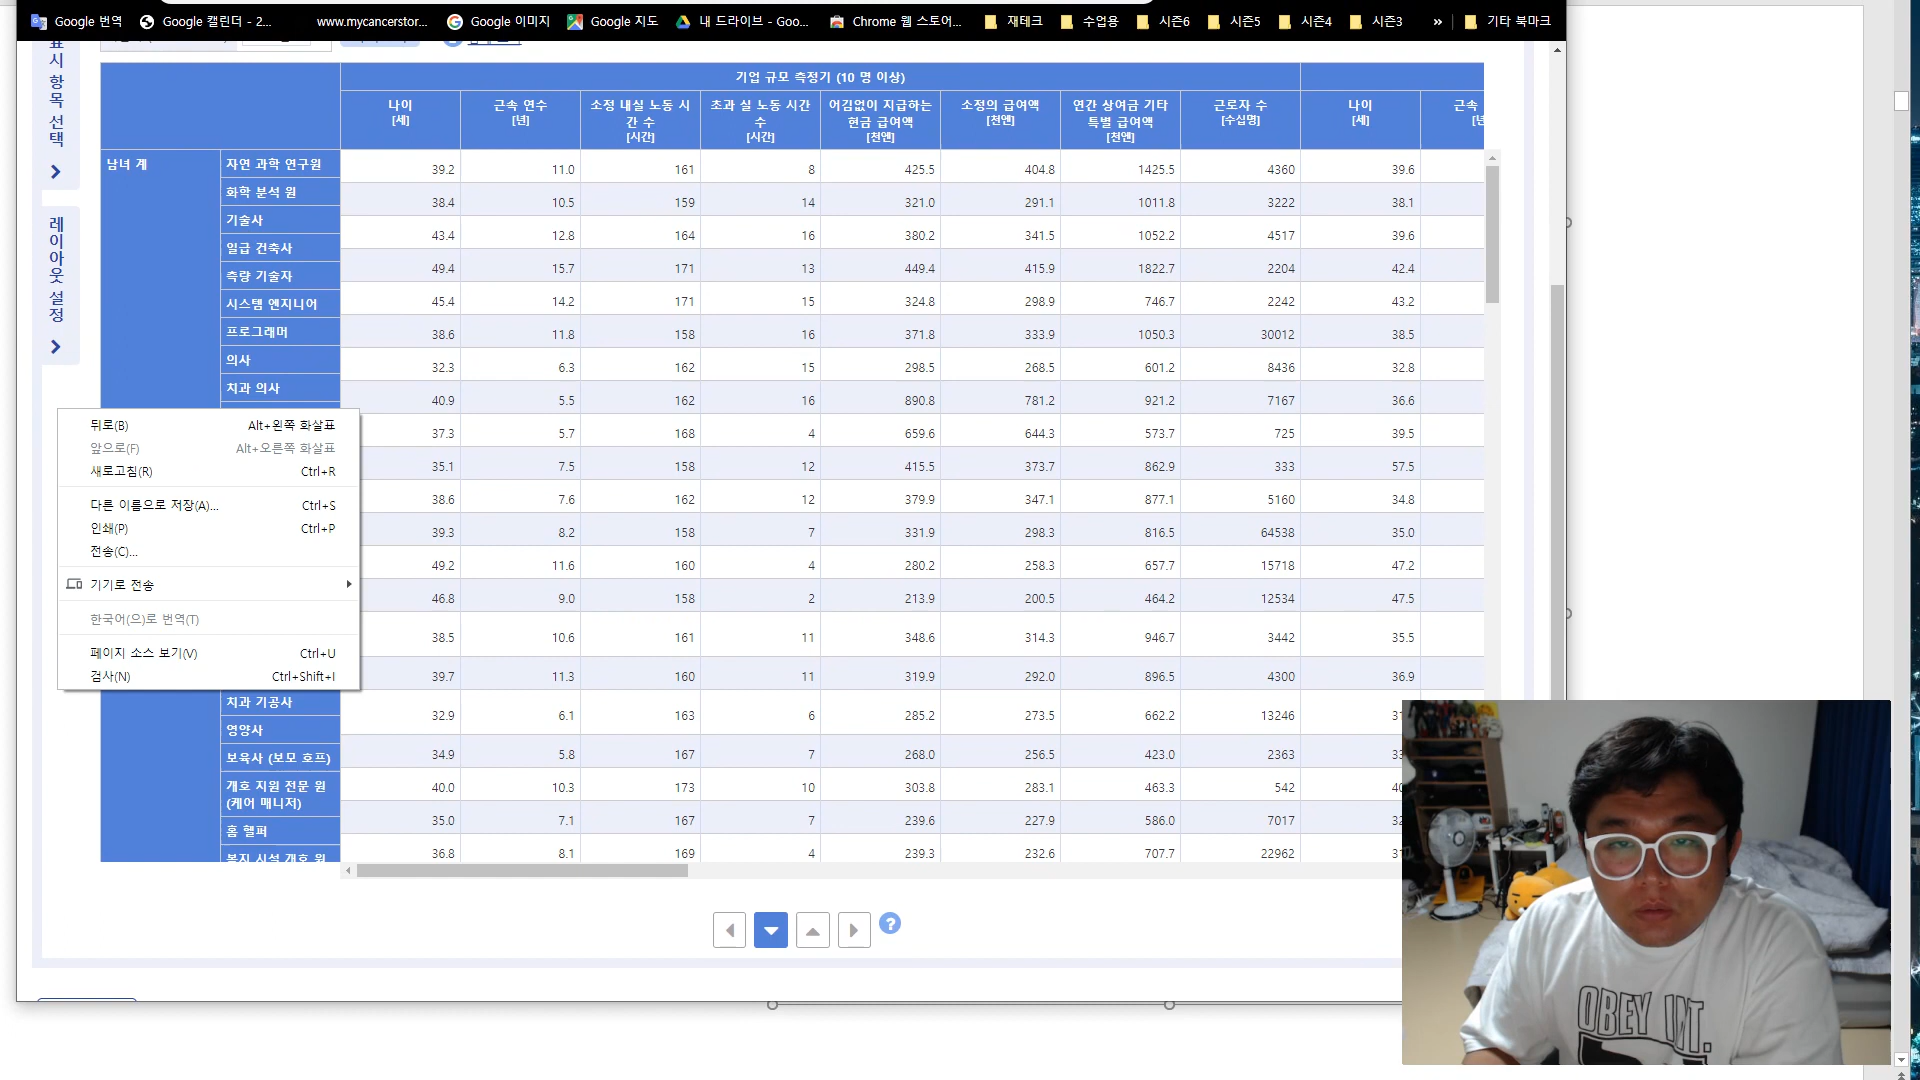 Google 번역 Google 캘린더 - 2... www.mycancerstor... Google 이미지 Google 지도 내 드라이브 - Goo... Chrome 웹 스토어... 재테크 수업용 시즌6 시즌5 시즌4 시즌3 » 기타 북마크
표시 항목 선택
레이아웃 설정
기업 규모 측정기 (10 명 이상)
나이 [세] 근속 연수 [년] 소정 내실 노동 시간 수 [시간] 초과 실 노동 시간 수 [시간] 어김없이 지급하는 현금 급여액 [천엔] 소정의 급여액 [천엔] 연간 상여금 기타 특별 급여액 [천엔] 근로자 수 [수십명] 나이 [세] 근속
남녀 계
자연 과학 연구원
화학 분석 원
기술사
일급 건축사
측량 기술자
시스템 엔지니어
프로그래머
의사
치과 의사
39.2 11.0 161 8 425.5 404.8 1425.5 4360 39.6
38.4 10.5 159 14 321.0 291.1 1011.8 3222 38.1
43.4 12.8 164 16 380.2 341.5 1052.2 4517 39.6
49.4 15.7 171 13 449.4 415.9 1822.7 2204 42.4
45.4 14.2 171 15 324.8 298.9 746.7 2242 43.2
38.6 11.8 158 16 371.8 333.9 1050.3 30012 38.5
32.3 6.3 162 15 298.5 268.5 601.2 8436 32.8
40.9 5.5 162 16 890.8 781.2 921.2 7167 36.6
37.3 5.7 168 4 659.6 644.3 573.7 725 39.5
35.1 7.5 158 12 415.5 373.7 862.9 333 57.5
38.6 7.6 162 12 379.9 347.1 877.1 5160 34.8
39.3 8.2 158 7 331.9 298.3 816.5 64538 35.0
49.2 11.6 160 4 280.2 258.3 657.7 15718 47.2
46.8 9.0 158 2 213.9 200.5 464.2 12534 47.5
38.5 10.6 161 11 348.6 314.3 946.7 3442 35.5
39.7 11.3 160 11 319.9 292.0 896.5 4300 36.9
32.9 6.1 163 6 285.2 273.5 662.2 13246
34.9 5.8 167 7 268.0 256.5 423.0 2363
40.0 10.3 173 10 303.8 283.1 463.3 542
35.0 7.1 167 7 239.6 227.9 586.0 7017
36.8 8.1 169 4 239.3 232.6 707.7 22962
뒤로(B) Alt+왼쪽 화살표
앞으로(F) Alt+오른쪽 화살표
새로고침(R) Ctrl+R
다른 이름으로 저장(A)... Ctrl+S
인쇄(P) Ctrl+P
전송(C)...
기기로 전송
한국어(으)로 번역(T)
페이지 소스 보기(V) Ctrl+U
검사(N) Ctrl+Shift+I
치과 기공사
영양사
보육사 (보모 호프)
개호 지원 전문 원
(케어 매니저)
홈 헬퍼
복지 시설 개호 원
?
OBEY INT.